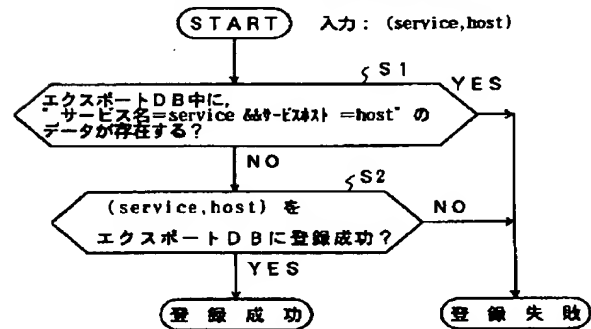 START 入力: (service,host)
S1
YES
エクスポートDB中に,
"サービス名=service &&サービスホスト =host" の
データが存在する?
NO
S2
(service,host) を
NO
エクスポートDBに登録成功?
YES
登録成功
登録失敗